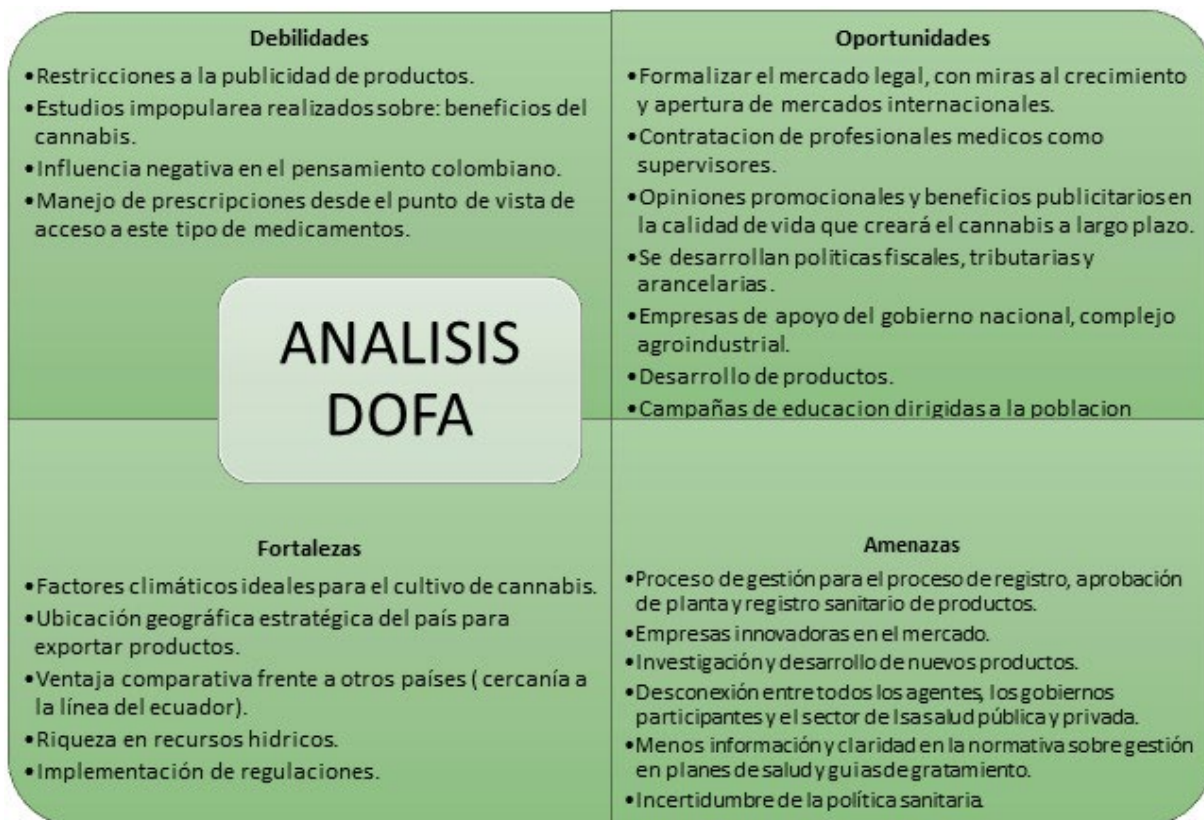 Debilidades
•Restricciones a la publicidad de productos.
•Estudios impopularea realizados sobre: beneficios del
cannabis.
•Influencia negativa en el pensamiento colombiano.
•Manejo de prescripciones desde el punto de vista de
acceso a este tipo de medicamentos.
Oportunidades
•Formalizar el mercado legal, con miras al crecimiento
y apertura de mercados internacionales.
•Contratacion de profesionales medicos como
supervisores.
•Opiniones promocionales y beneficios publicitarios en
la calidad de vida que creará el cannabis a largo plazo.
•Se desarrollan politicas fiscales, tributarias y
arancelarias.
•Empresas de apoyo del gobierno nacional, complejo
agroindustrial.
•Desarrollo de productos.
•Campañas de educacion dirigidas a la poblacion
ANALISIS
DOFA
Fortalezas
•Factores climáticos ideales para el cultivo de cannabis.
•Ubicación geográfica estratégica del país para
exportar productos.
•Ventaja comparativa frente a otros países ( cercanía a
la línea del ecuador).
•Riqueza en recursos hidricos.
•Implementación de regulaciones.
Amenazas
•Proceso de gestión para el proceso de registro, aprobación
de planta y registro sanitario de productos.
•Empresas innovadoras en el mercado.
•Investigación y desarrollo de nuevos productos.
•Desconexión entre todos los agentes, los gobiernos
participantes y el sector de lsasalud pública y privada.
•Menos información y claridad en la normativa sobre gestión
en planes de salud y guias de gratamiento.
•Incertidumbre de la política sanitaria.